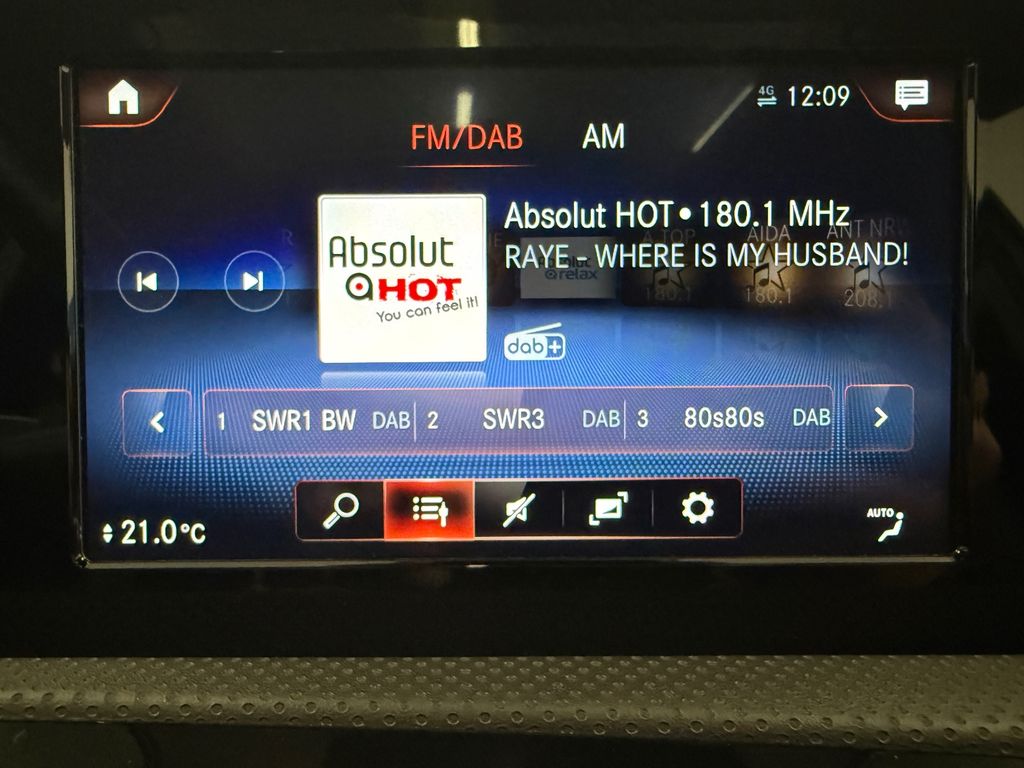 4G 12:09
FM/DAB AM
Absolut HOT • 180.1 MHz
RAYE - WHERE IS MY HUSBAND!
Absolut
HOT
You can feel it!
A TOP
180.1
AIDA
180.1
ANT NRW
208.1
relax
dab+
1 SWR1 BW DAB 2 SWR3 DAB 3 80s80s DAB
21.0°C
AUTO